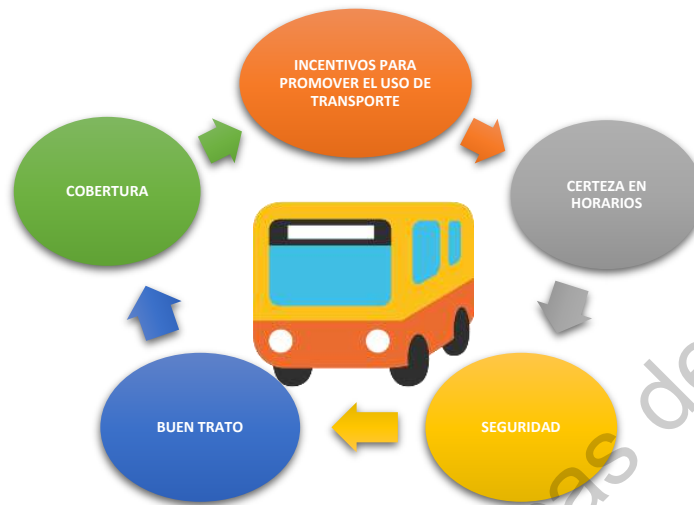 INCENTIVOS PARA
PROMOVER EL USO DE
TRANSPORTE
CERTEZA EN
HORARIOS
SEGURIDAD
BUEN TRATO
COBERTURA